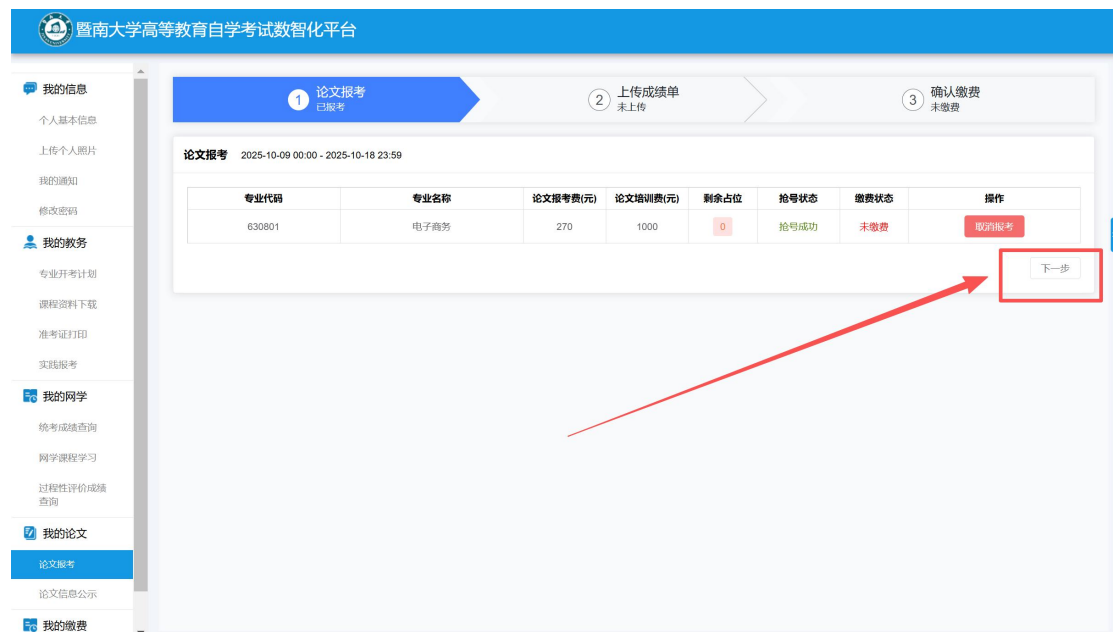 暨南大学高等教育自学考试数智化平台
我的信息
个人基本信息
上传个人照片
我的通知
修改密码
我的教务
专业开考计划
课程资料下载
准考证打印
实践报考
我的网学
统考成绩查询
网学课程学习
过程性评价成绩
查询
我的论文
论文报考
论文信息公示
我的缴费
1 论文报考
已报考
2 上传成绩单
未上传
3 确认缴费
未缴费
论文报考 2025-10-09 00:00 - 2025-10-18 23:59
专业代码 专业名称 论文报考费(元) 论文培训费(元) 剩余占位 抢号状态 缴费状态 操作
630801 电子商务 270 1000 0 抢号成功 未缴费 取消报考
下一步